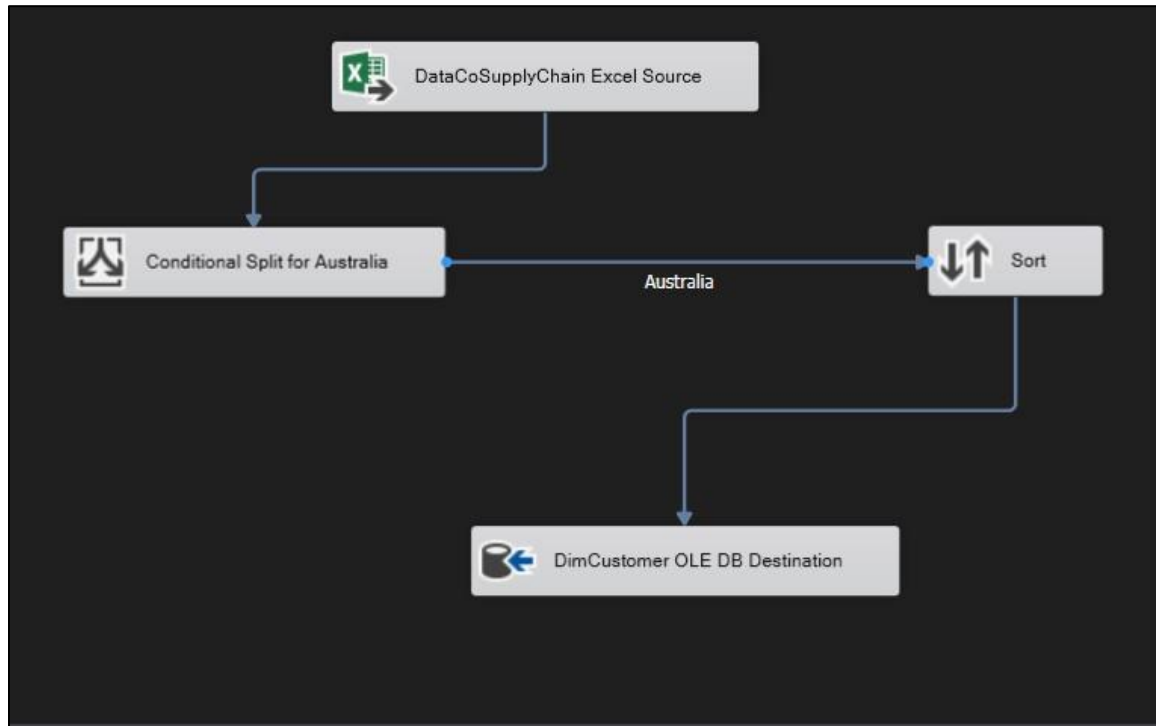 DataCoSupplyChain Excel Source
Conditional Split for Australia
Australia
Sort
DimCustomer OLE DB Destination